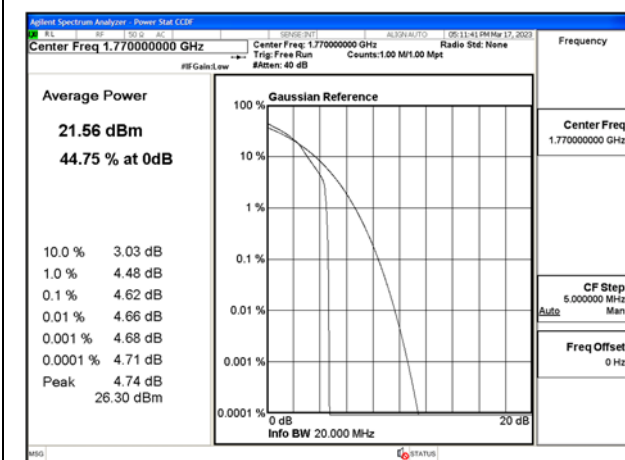 Agilent Spectrum Analyzer - Power Stat CCDF
RL RF 50 Ω AC SENSE:INT ALIGN AUTO 05:11:41 PM Mar 17, 2023
Center Freq 1.770000000 GHz
Center Freq: 1.770000000 GHz Radio Std: None
Trig: Free Run Counts:1.00 M/1.00 Mpt
#IFGain:Low #Atten: 40 dB
Frequency
Average Power
21.56 dBm
44.75 % at 0dB
10.0 % 3.03 dB
1.0 % 4.48 dB
0.1 % 4.62 dB
0.01 % 4.66 dB
0.001 % 4.68 dB
0.0001 % 4.71 dB
Peak 4.74 dB
26.30 dBm
Gaussian Reference
100 %
10 %
1 %
0.1 %
0.01 %
0.001 %
0.0001 %
0 dB 20 dB
Info BW 20.000 MHz
Center Freq
1.770000000 GHz
CF Step
5.000000 MHz
Auto Man
Freq Offset
0 Hz
MSG STATUS